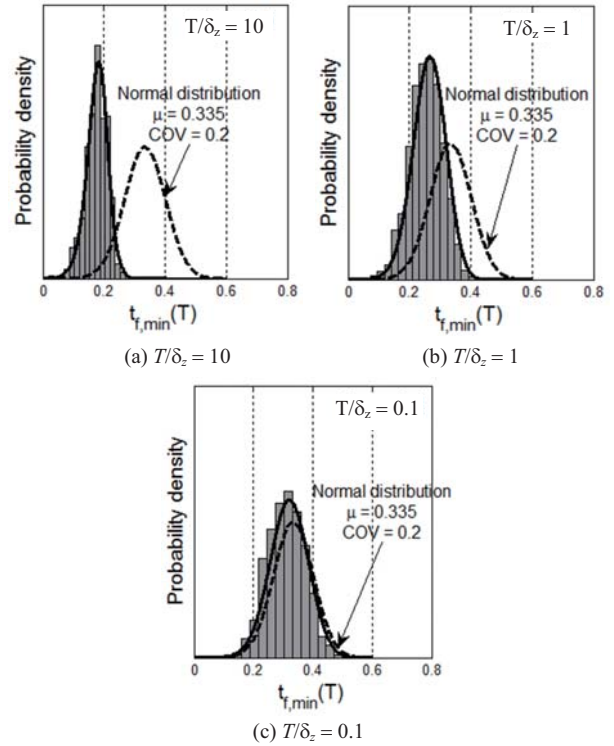 T/δz = 10
Probability density
Normal distribution
μ = 0.335
COV = 0.2
0 0.2 0.4 0.6 0.8
tf,min(T)
(a) T/δz = 10
T/δz = 1
Probability density
Normal distribution
μ = 0.335
COV = 0.2
0 0.2 0.4 0.6 0.8
tf,min(T)
(b) T/δz = 1
T/δz = 0.1
Probability density
Normal distribution
μ = 0.335
COV = 0.2
0 0.2 0.4 0.6 0.8
tf,min(T)
(c) T/δz = 0.1